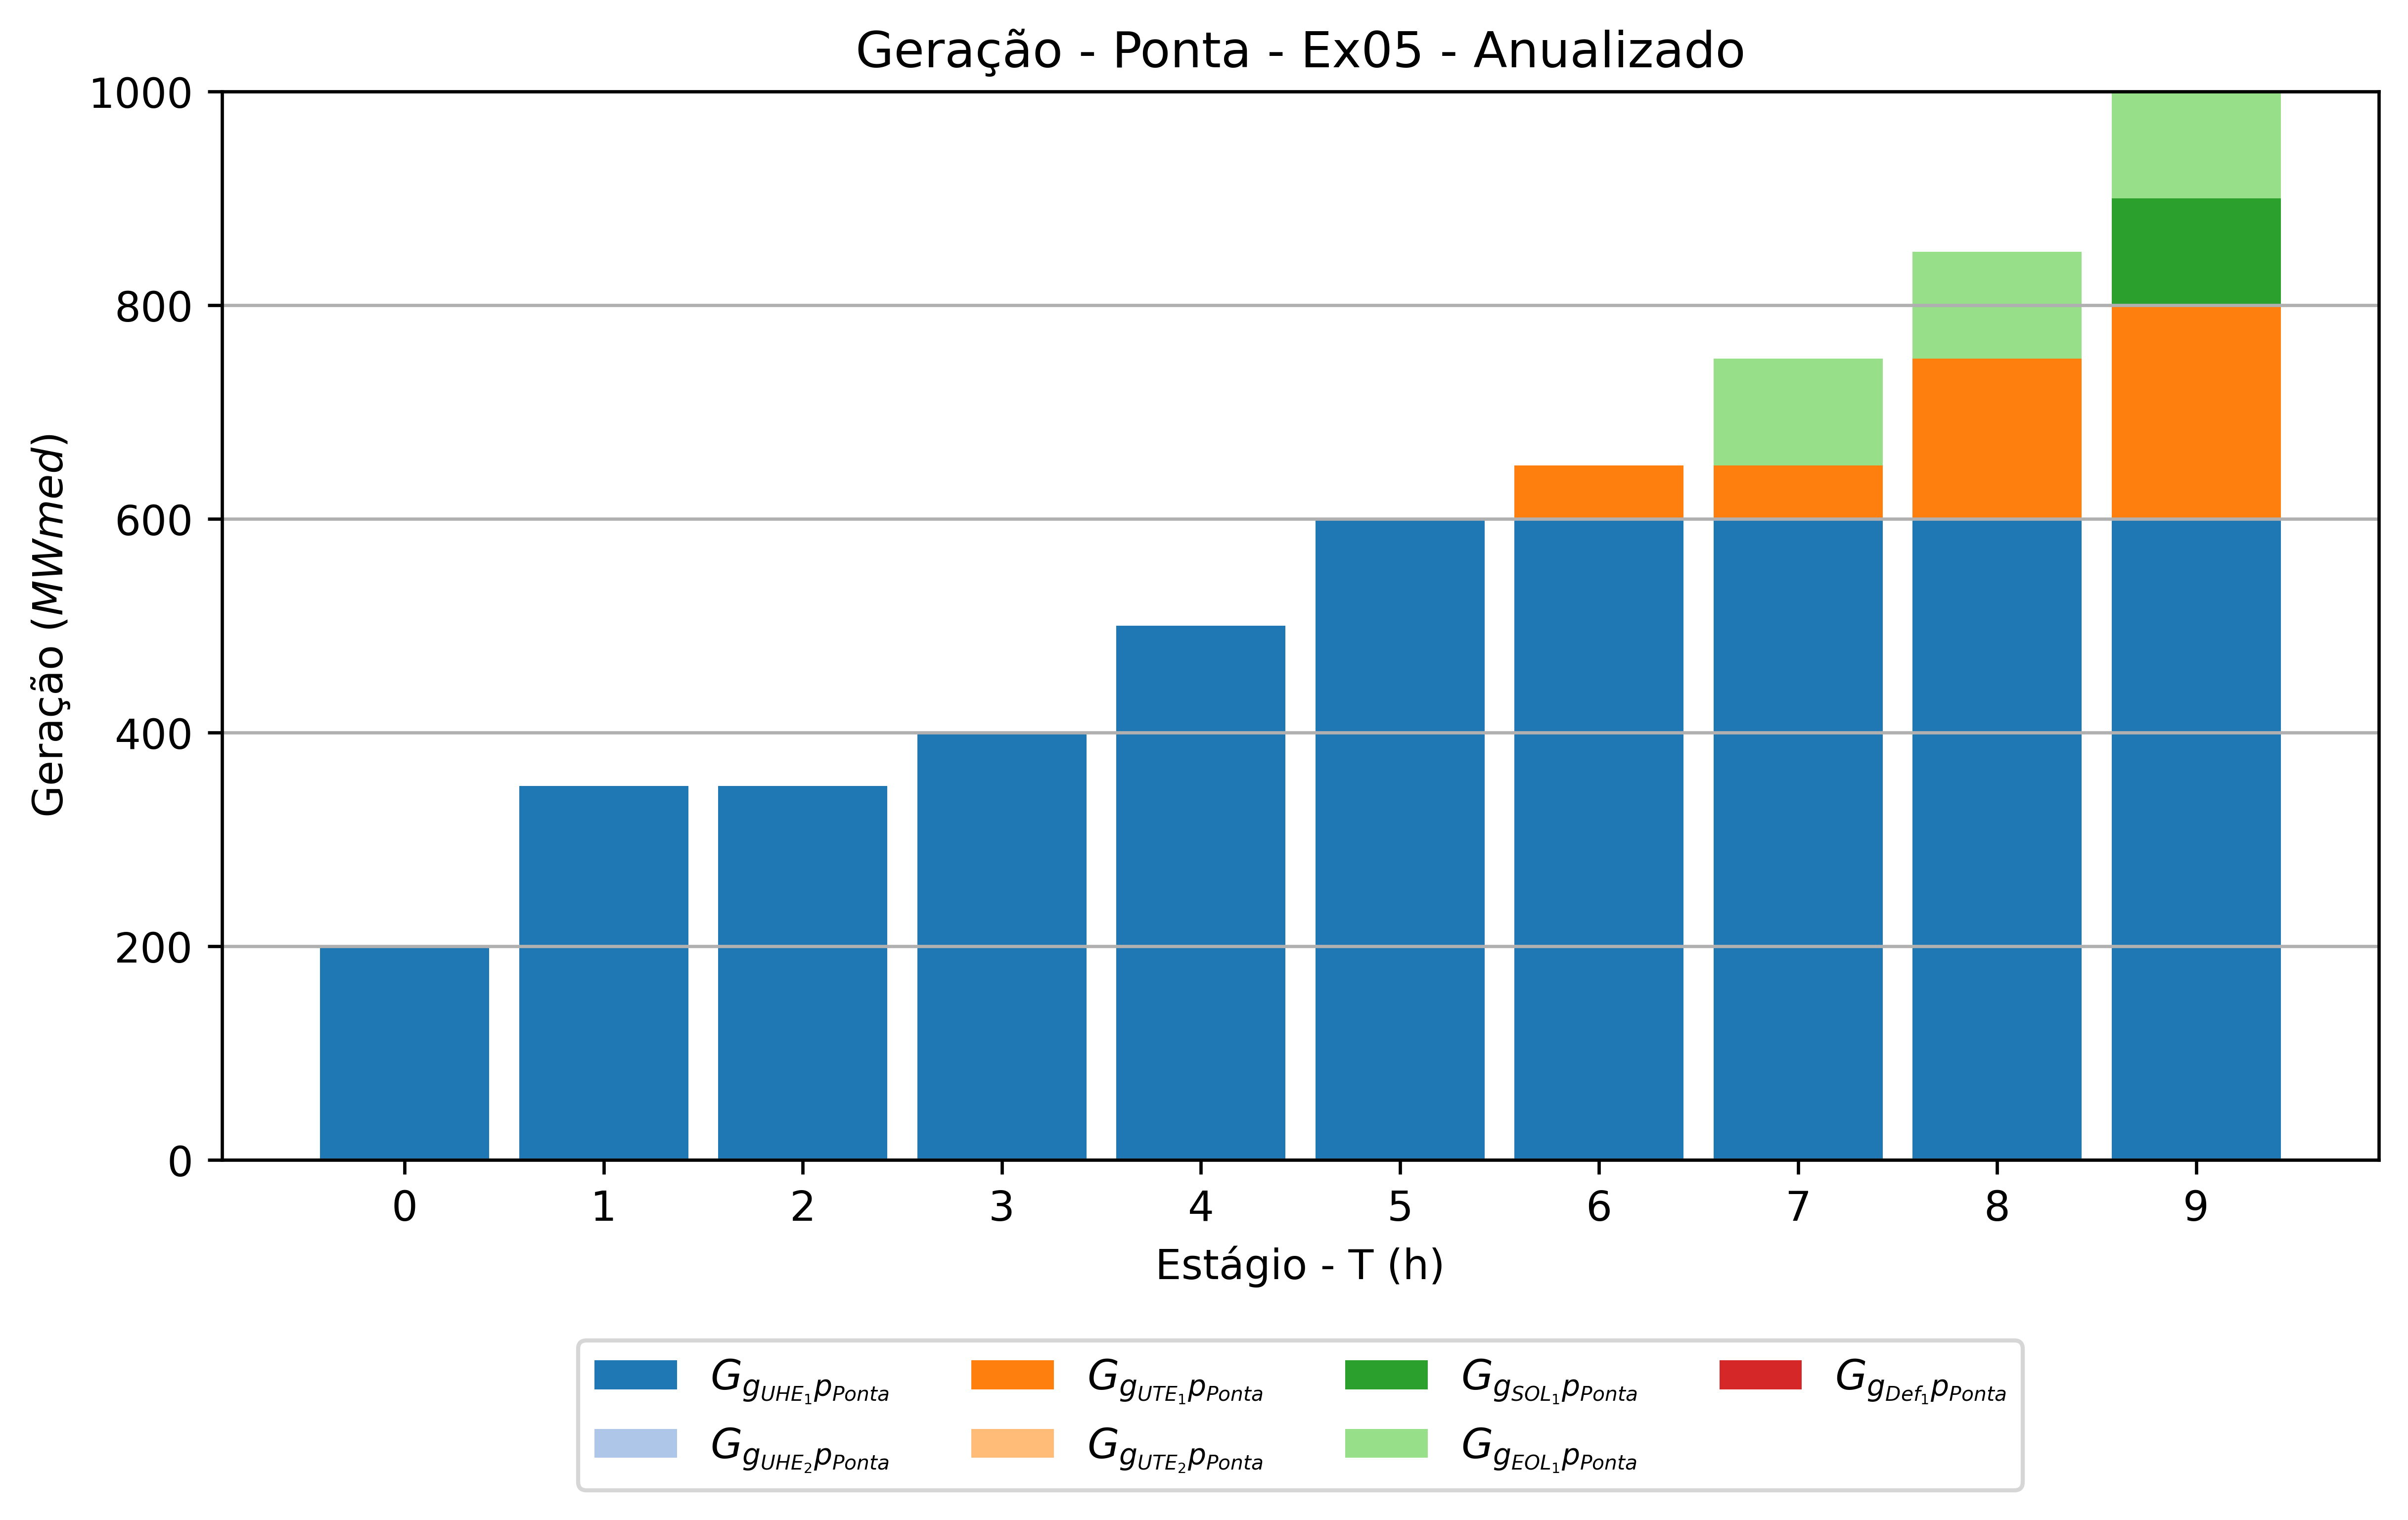 Geração - Ponta - Ex05 - Anualizado
1000
800
600
400
200
0
Geração (MWmed)
0 1 2 3 4 5 6 7 8 9
Estágio - T (h)
G_{g_{UHE_1}p_{Ponta}} G_{g_{UTE_1}p_{Ponta}} G_{g_{SOL_1}p_{Ponta}} G_{g_{Def_1}p_{Ponta}}
G_{g_{UHE_2}p_{Ponta}} G_{g_{UTE_2}p_{Ponta}} G_{g_{EOL_1}p_{Ponta}}